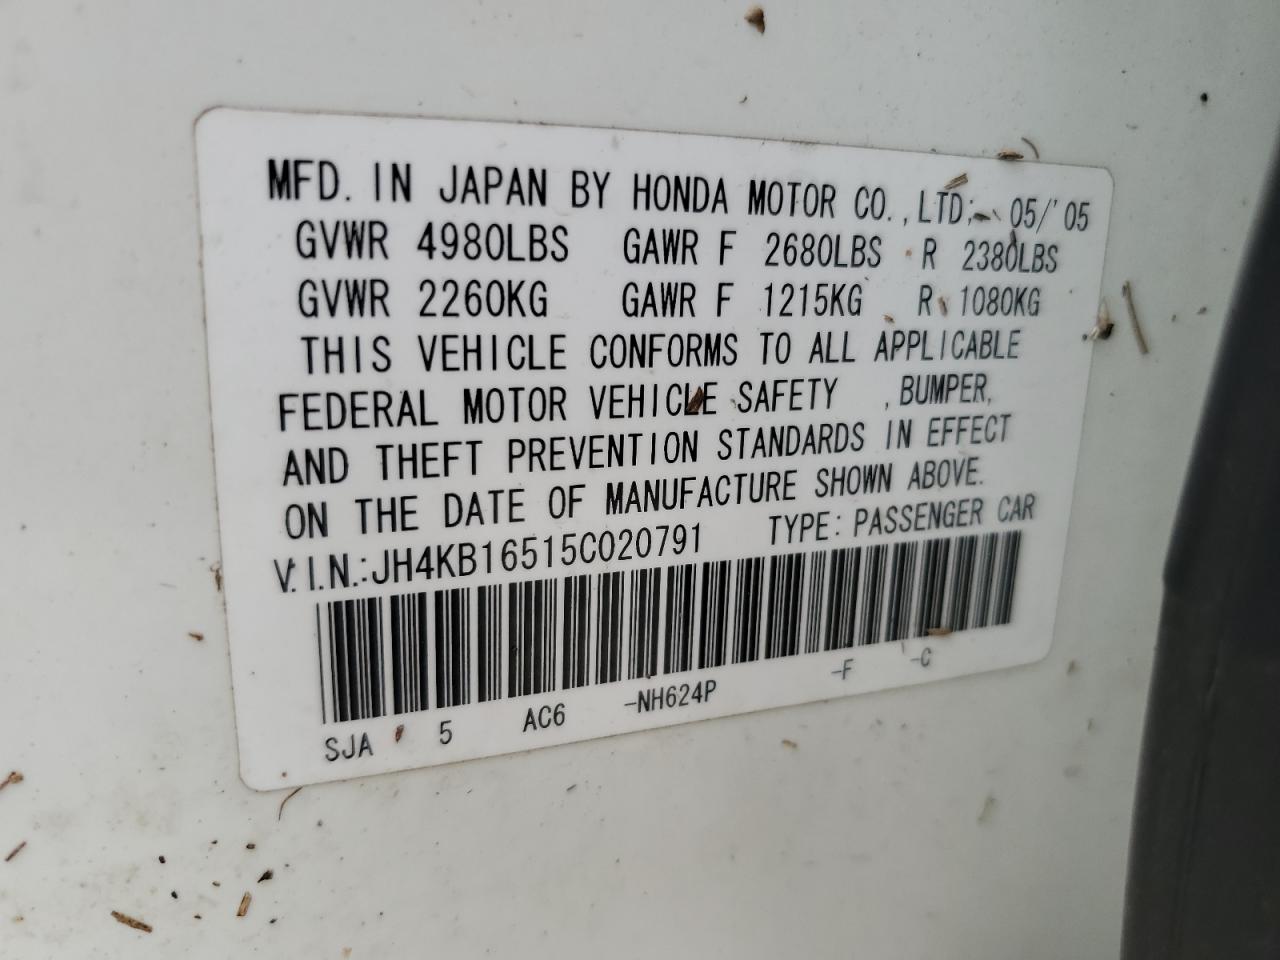 MFD. IN JAPAN BY HONDA MOTOR CO.,LTD; 05/'05
GVWR 4980LBS GAWR F 2680LBS R 2380LBS
GVWR 2260KG GAWR F 1215KG R 1080KG
THIS VEHICLE CONFORMS TO ALL APPLICABLE
FEDERAL MOTOR VEHICLE SAFETY , BUMPER,
AND THEFT PREVENTION STANDARDS IN EFFECT
ON THE DATE OF MANUFACTURE SHOWN ABOVE.
V.I.N.:JH4KB16515C020791 TYPE: PASSENGER CAR
SJA 5 AC6 -NH624P -F -C